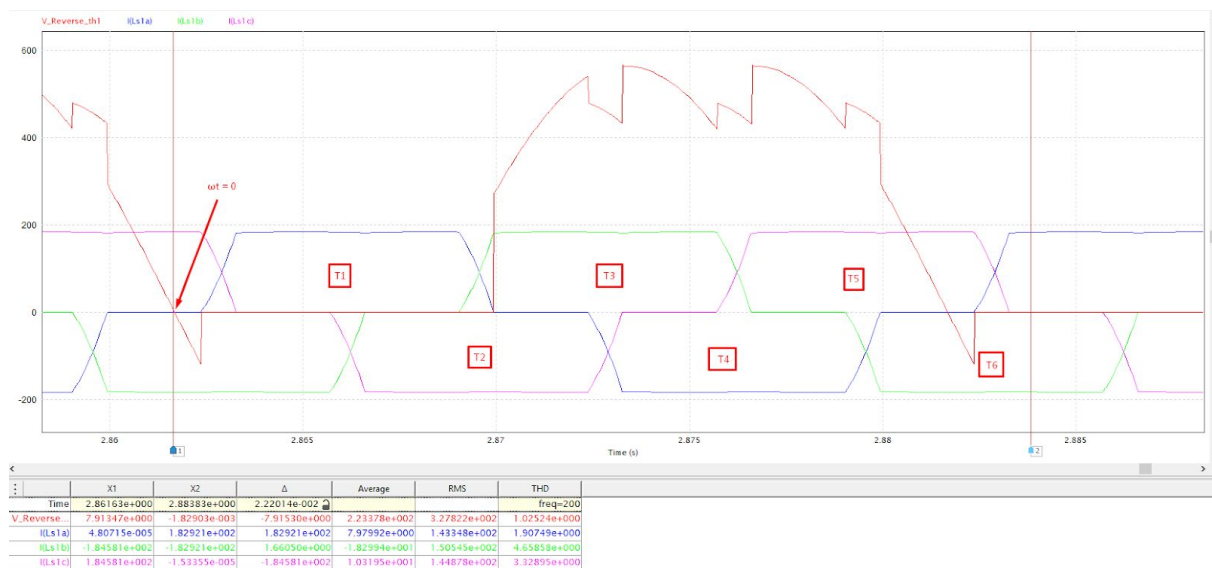 V_Reverse_th1 I(Ls1a) I(Ls1b) I(Ls1c)
600
400
200
0
-200
ωt = 0
T1
T2
T3
T4
T5
T6
2.86 2.865 2.87 2.875 2.88 2.885
Time (s)
1 2
< >
X1 X2 Δ Average RMS THD
Time 2.86163e+000 2.88383e+000 2.22014e-002 freq=200
V_Reverse... 7.91347e+000 -1.82903e-003 -7.91530e+000 2.23378e+002 3.27822e+002 1.02524e+000
I(Ls1a) 4.80715e-005 1.82921e+002 1.82921e+002 7.97992e+000 1.43348e+002 1.90749e+000
I(Ls1b) -1.84581e+002 -1.82921e+002 1.66050e+000 -1.82994e+001 1.50545e+002 4.65858e+000
I(Ls1c) 1.84581e+002 -1.53355e-005 -1.84581e+002 1.03195e+001 1.44878e+002 3.32895e+000